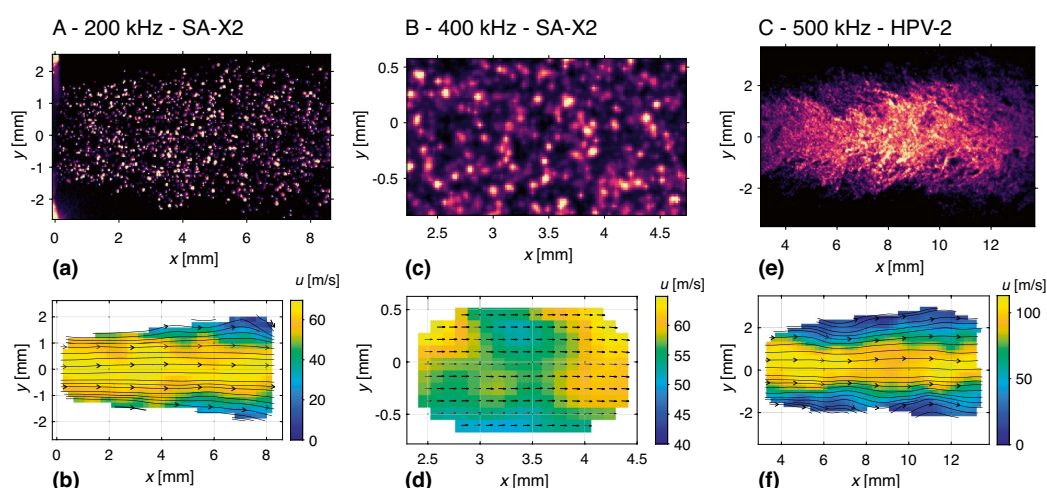 A - 200 kHz - SA-X2
B - 400 kHz - SA-X2
C - 500 kHz - HPV-2
y [mm]
2
1
0
-1
-2
0 2 4 6 8
x [mm]
(a)
y [mm]
0.5
0
-0.5
2.5 3 3.5 4 4.5
x [mm]
(c)
y [mm]
2
0
-2
4 6 8 10 12
x [mm]
(e)
y [mm]
2
1
0
-1
-2
0 2 4 6 8
x [mm]
(b)
u [m/s]
60
40
20
0
y [mm]
0.5
0
-0.5
2.5 3 3.5 4 4.5
x [mm]
(d)
u [m/s]
60
55
50
45
40
y [mm]
2
0
-2
4 6 8 10 12
x [mm]
(f)
u [m/s]
100
50
0